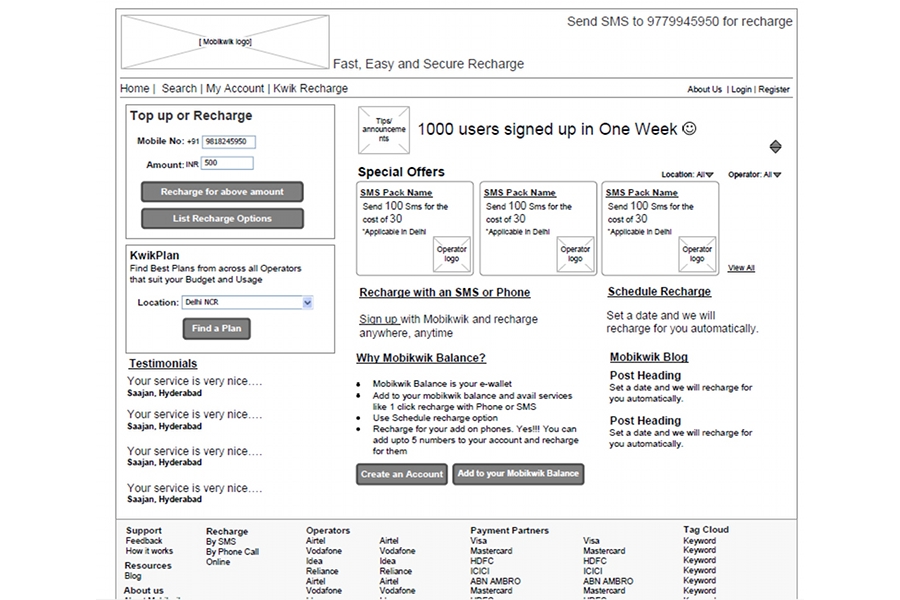 [ Mobikwik logo]
Send SMS to 9779945950 for recharge
Fast, Easy and Secure Recharge
Home | Search | My Account | Kwik Recharge
About Us | Login | Register
Top up or Recharge
Mobile No: +91 9818245950
Amount: INR 500
Recharge for above amount
List Recharge Options
KwikPlan
Find Best Plans from across all Operators
that suit your Budget and Usage
Location: Delhi NCR
Find a Plan
Testimonials
Your service is very nice....
Saajan, Hyderabad
Your service is very nice....
Saajan, Hyderabad
Your service is very nice....
Saajan, Hyderabad
Your service is very nice....
Saajan, Hyderabad
Tips/
announceme
nts
1000 users signed up in One Week ☺
Special Offers
Location: All
Operator: All
SMS Pack Name
Send 100 Sms for the
cost of 30
*Applicable in Delhi
Operator
logo
SMS Pack Name
Send 100 Sms for the
cost of 30
*Applicable in Delhi
Operator
logo
SMS Pack Name
Send 100 Sms for the
cost of 30
*Applicable in Delhi
Operator
logo
View All
Recharge with an SMS or Phone
Sign up with Mobikwik and recharge
anywhere, anytime
Schedule Recharge
Set a date and we will
recharge for you automatically.
Why Mobikwik Balance?
• Mobikwik Balance is your e-wallet
• Add to your mobikwik balance and avail services
like 1 click recharge with Phone or SMS
• Use Schedule recharge option
• Recharge for your add on phones. Yes!!! You can
add upto 5 numbers to your account and recharge
for them
Create an Account
Add to your Mobikwik Balance
Mobikwik Blog
Post Heading
Set a date and we will recharge for
you automatically.
Post Heading
Set a date and we will recharge for
you automatically.
Support
Feedback
How it works
Resources
Blog
About us
Recharge
By SMS
By Phone Call
Online
Operators
Airtel
Vodafone
Idea
Reliance
Airtel
Vodafone
Airtel
Vodafone
Idea
Reliance
Airtel
Vodafone
Payment Partners
Visa
Mastercard
HDFC
ICICI
ABN AMBRO
Mastercard
Visa
Mastercard
HDFC
ICICI
ABN AMBRO
Mastercard
Tag Cloud
Keyword
Keyword
Keyword
Keyword
Keyword
Keyword